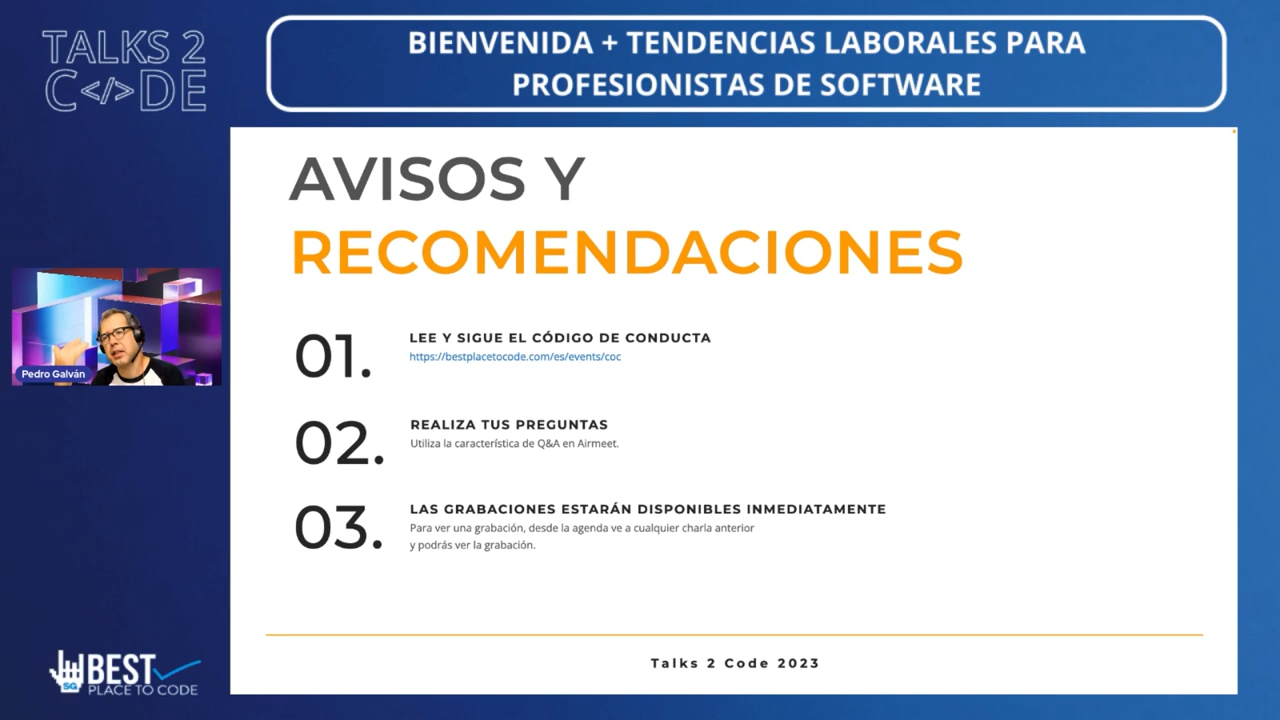 TALKS 2
C</>DE
BIENVENIDA + TENDENCIAS LABORALES PARA
PROFESIONISTAS DE SOFTWARE
AVISOS Y
RECOMENDACIONES
01.
LEE Y SIGUE EL CÓDIGO DE CONDUCTA
https://bestplacetocode.com/es/events/coc
02.
REALIZA TUS PREGUNTAS
Utiliza la característica de Q&A en Airmeet.
03.
LAS GRABACIONES ESTARÁN DISPONIBLES INMEDIATAMENTE
Para ver una grabación, desde la agenda ve a cualquier charla anterior
y podrás ver la grabación.
Pedro Galván
Talks 2 Code 2023
SG
BEST
PLACE TO CODE